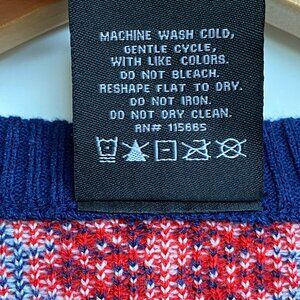 MACHINE WASH COLD,
GENTLE CYCLE,
WITH LIKE COLORS.
DO NOT BLEACH.
RESHAPE FLAT TO DRY.
DO NOT IRON.
DO NOT DRY CLEAN.
RN# 115665